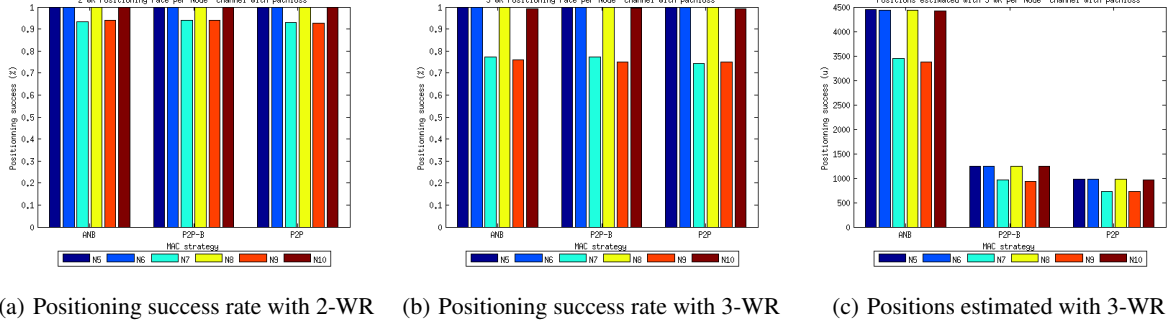 2 WR Positioning rate per Node Channel with pathloss
Positionning success (%)
1
0.9
0.8
0.7
0.6
0.5
0.4
0.3
0.2
0.1
0
ANB P2P-B P2P
MAC strategy
N5 N6 N7 N8 N9 N10
(a) Positioning success rate with 2-WR
3 WR Positioning rate per Node Channel with pathloss
Positionning success (%)
1
0.9
0.8
0.7
0.6
0.5
0.4
0.3
0.2
0.1
0
ANB P2P-B P2P
MAC strategy
N5 N6 N7 N8 N9 N10
(b) Positioning success rate with 3-WR
Positions estimated with 3 WR per Node Channel with pathloss
Positionning success (u)
4500
4000
3500
3000
2500
1500
1000
500
0
ANB P2P-B P2P
MAC strategy
N5 N6 N7 N8 N9 N10
(c) Positions estimated with 3-WR